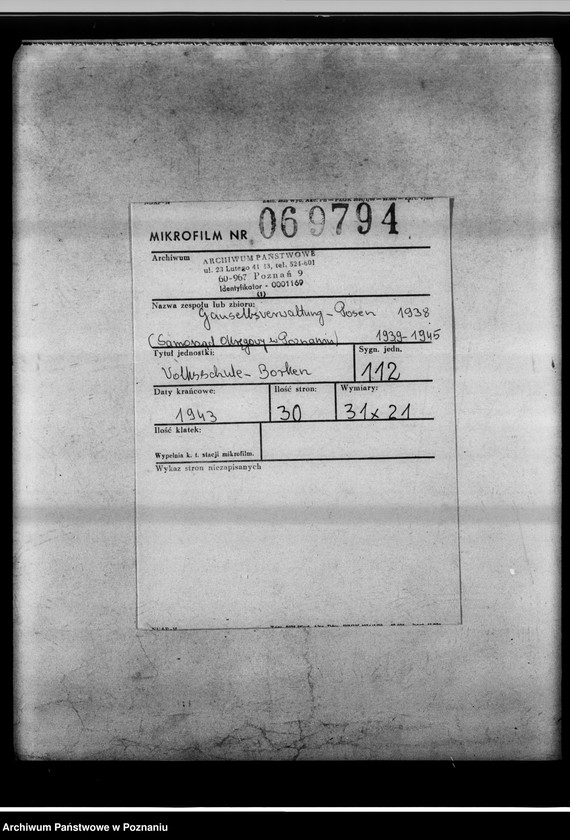 MIKROFILM NR 069794
Archiwum
ARCHIWUM PAŃSTWOWE
ul. 23 Lutego 41/43, tel. 524-601
60-967 Poznań 9
Identyfikator - 0001169
(1)
Nazwa zespołu lub zbioru:
Gauselbsverwaltung - Posen 1938
(Samorząd Okręgowy w Poznaniu) 1939-1945
Tytuł jednostki:
Sygn. jedn.
Volksschule - Borken
112
Daty krańcowe:
Ilość stron:
Wymiary:
1943
30
31x21
Ilość klatek:
Wypełnia k. t. stacji mikrofilm.
Wykaz stron niezapisanych
Archiwum Państwowe w Poznaniu